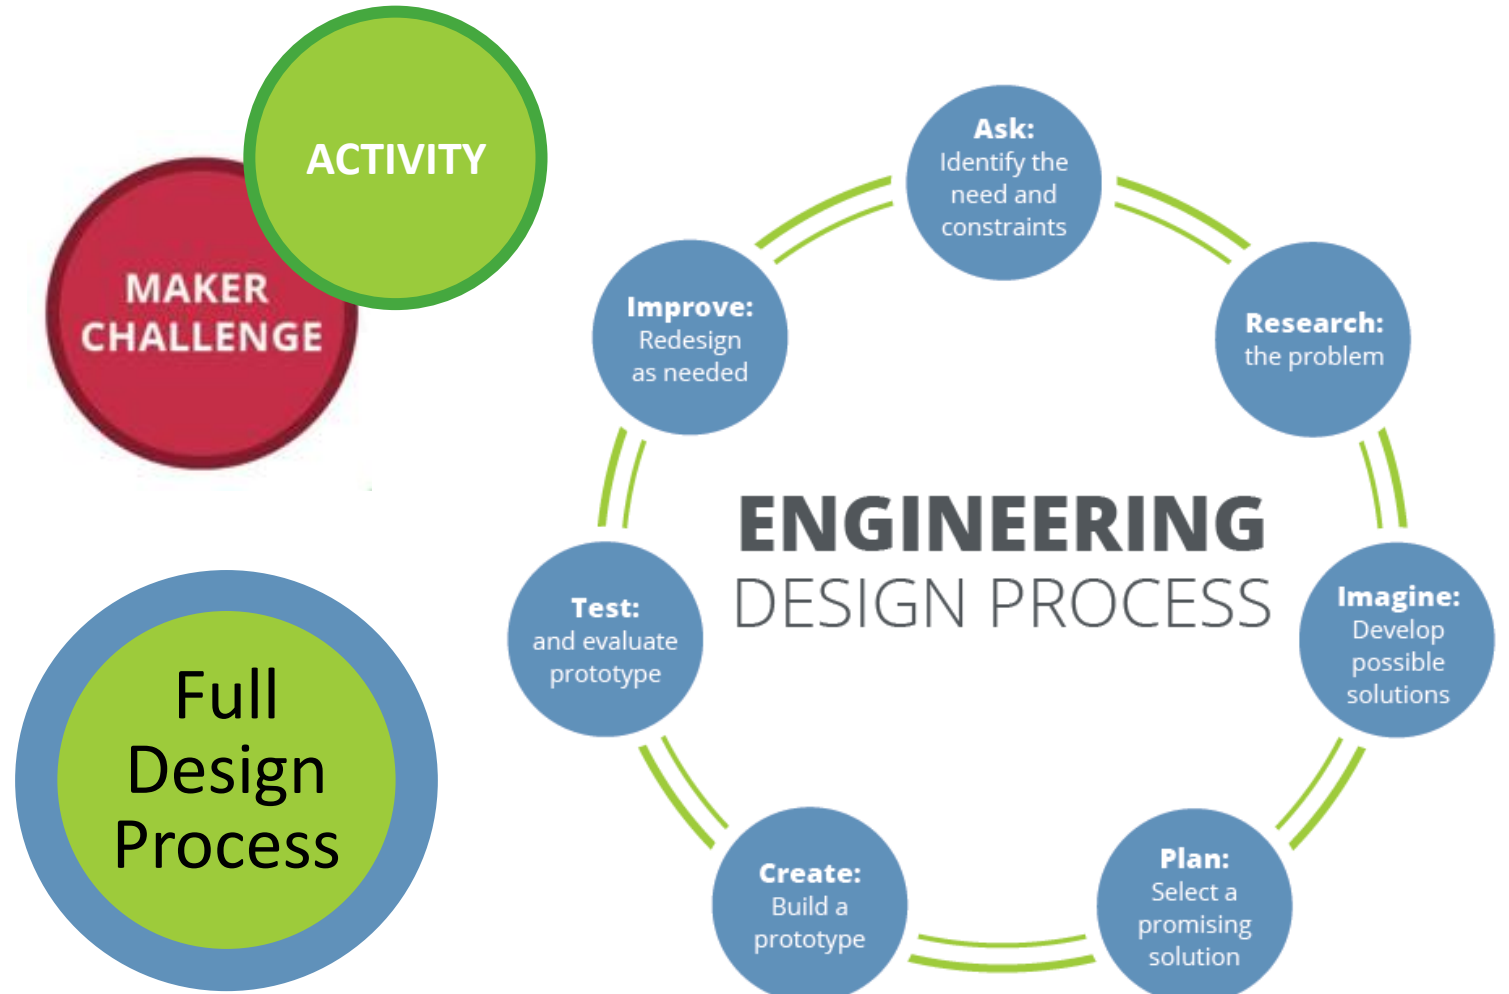 ACTIVITY
MAKER
CHALLENGE
Full
Design
Process
ENGINEERING
DESIGN PROCESS
Ask:
Identify the
need and
constraints
Research:
the problem
Imagine:
Develop
possible
solutions
Plan:
Select a
promising
solution
Create:
Build a
prototype
Test:
and evaluate
prototype
Improve:
Redesign
as needed